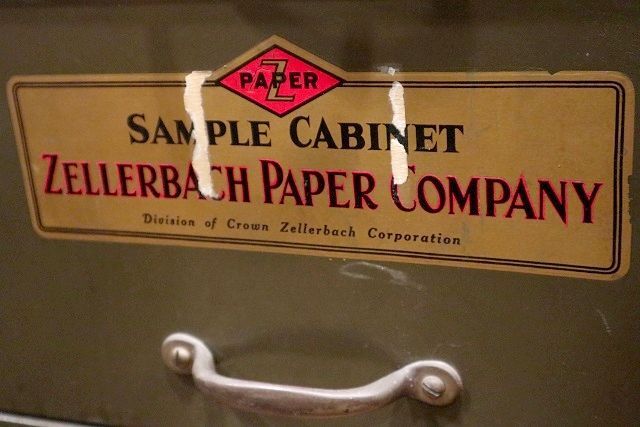 Z PAPER
SAMPLE CABINET
ZELLERBACH PAPER COMPANY
Division of Crown Zellerbach Corporation